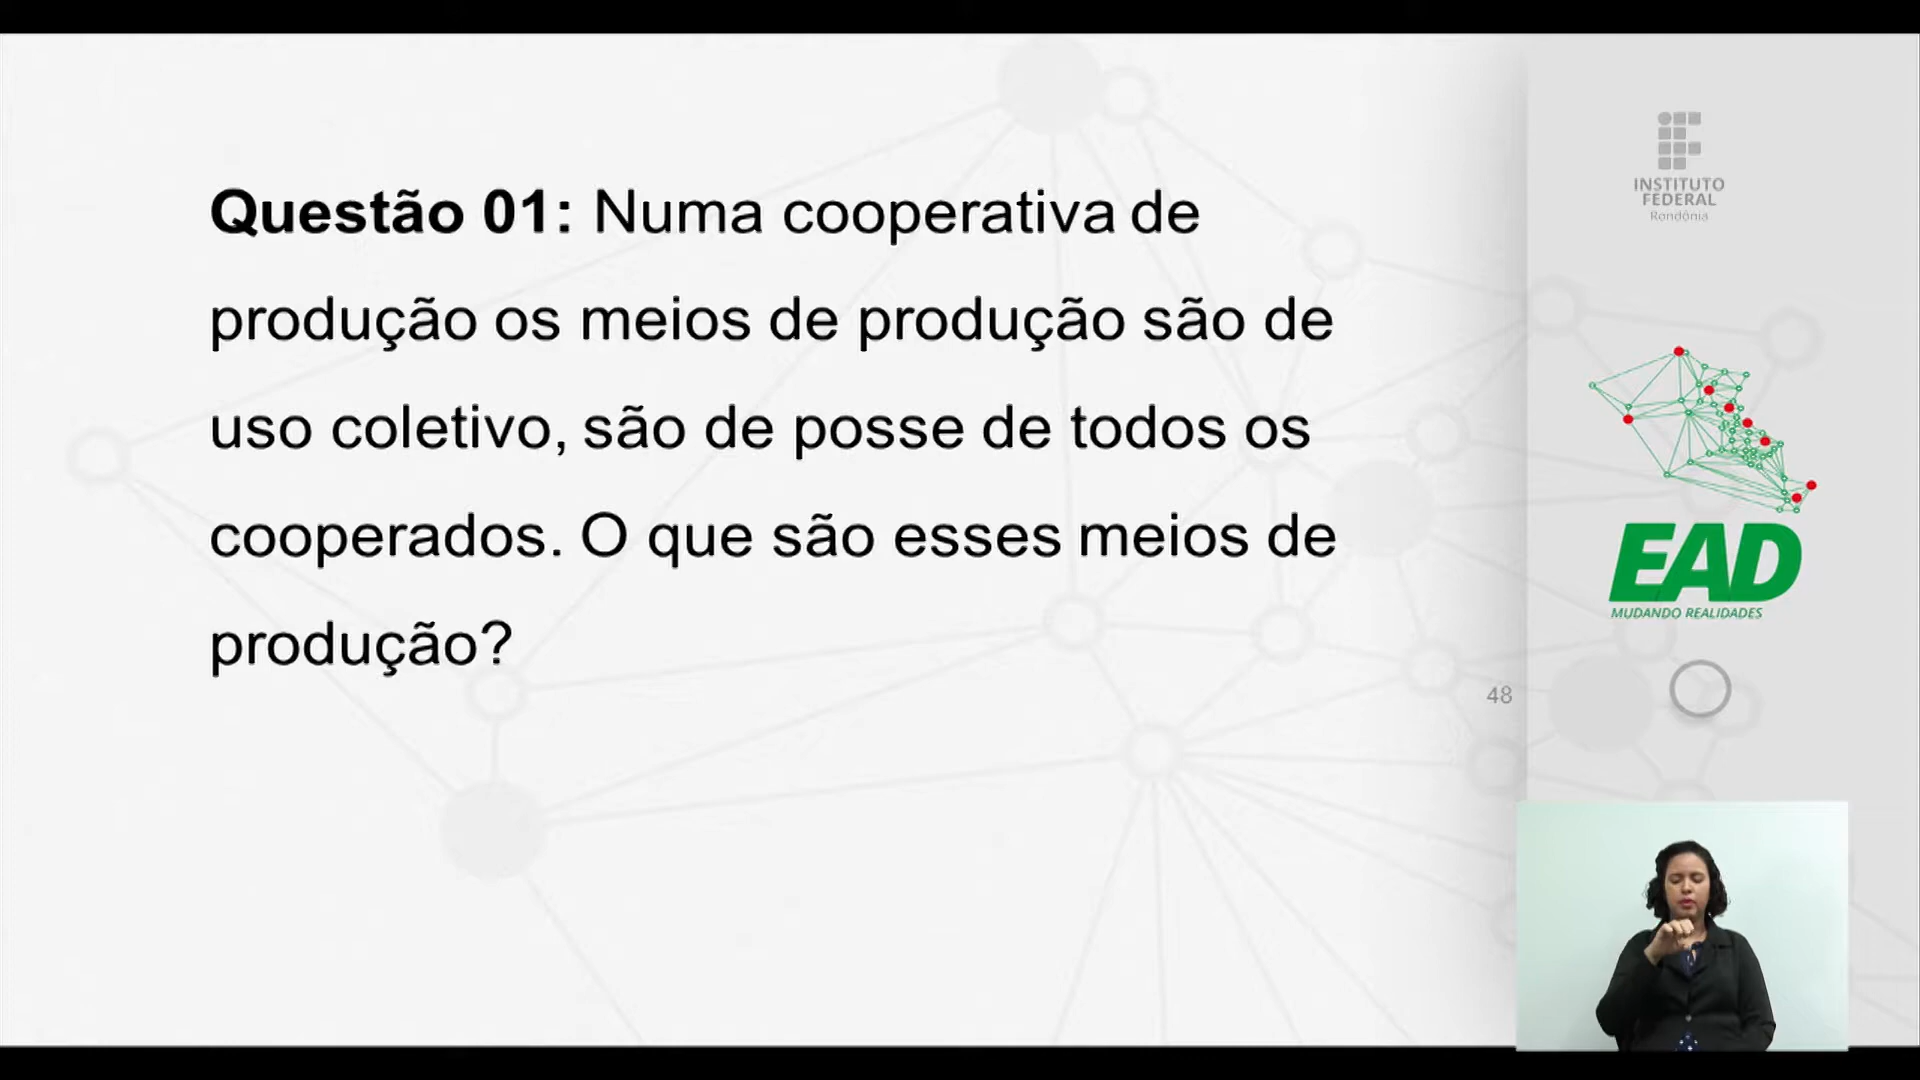 Questão 01: Numa cooperativa de
produção os meios de produção são de
uso coletivo, são de posse de todos os
cooperados. O que são esses meios de
produção?
48
INSTITUTO
FEDERAL
Rondônia
EAD
MUDANDO REALIDADES